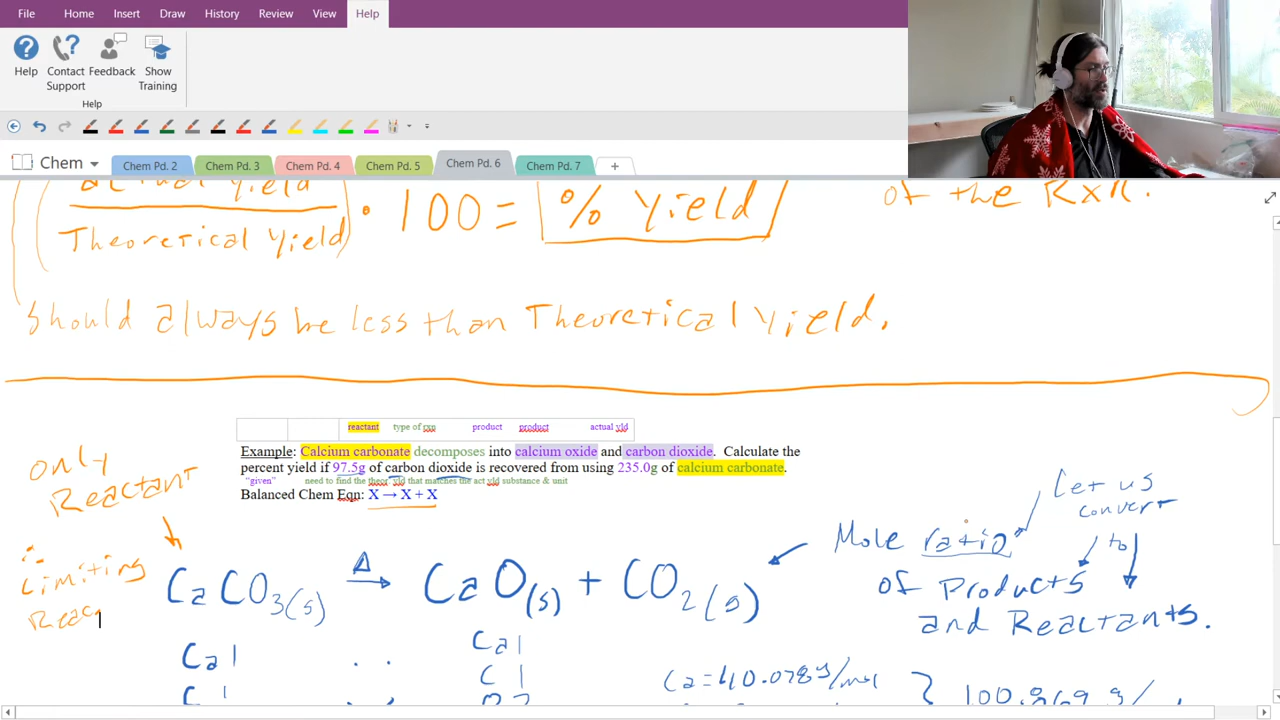 File Home Insert Draw History Review View Help
Help Contact Support Feedback Show Training
Help
Chem Chem Pd. 2 Chem Pd. 3 Chem Pd. 4 Chem Pd. 5 Chem Pd. 6 Chem Pd. 7 +
actual yield
Theoretical yield
· 100 = % yield
of the Rxn.
Should always be less than Theoretical yield.
reactant type of rxn product product actual yld
Example: Calcium carbonate decomposes into calcium oxide and carbon dioxide. Calculate the
percent yield if 97.5g of carbon dioxide is recovered from using 235.0g of calcium carbonate.
"given" need to find the theor. yld that matches the act yld substance & unit
Balanced Chem Eqn: X → X + X
only
Reactant
∴
Limiting
Reac
CaCO3(s) Δ→ CaO(s) + CO2(s)
Mole ratio
of Products
and Reactants.
Let us
convert
to
Ca 1
C 1
Ca 1
C 1
Ca = 40.078g/mol